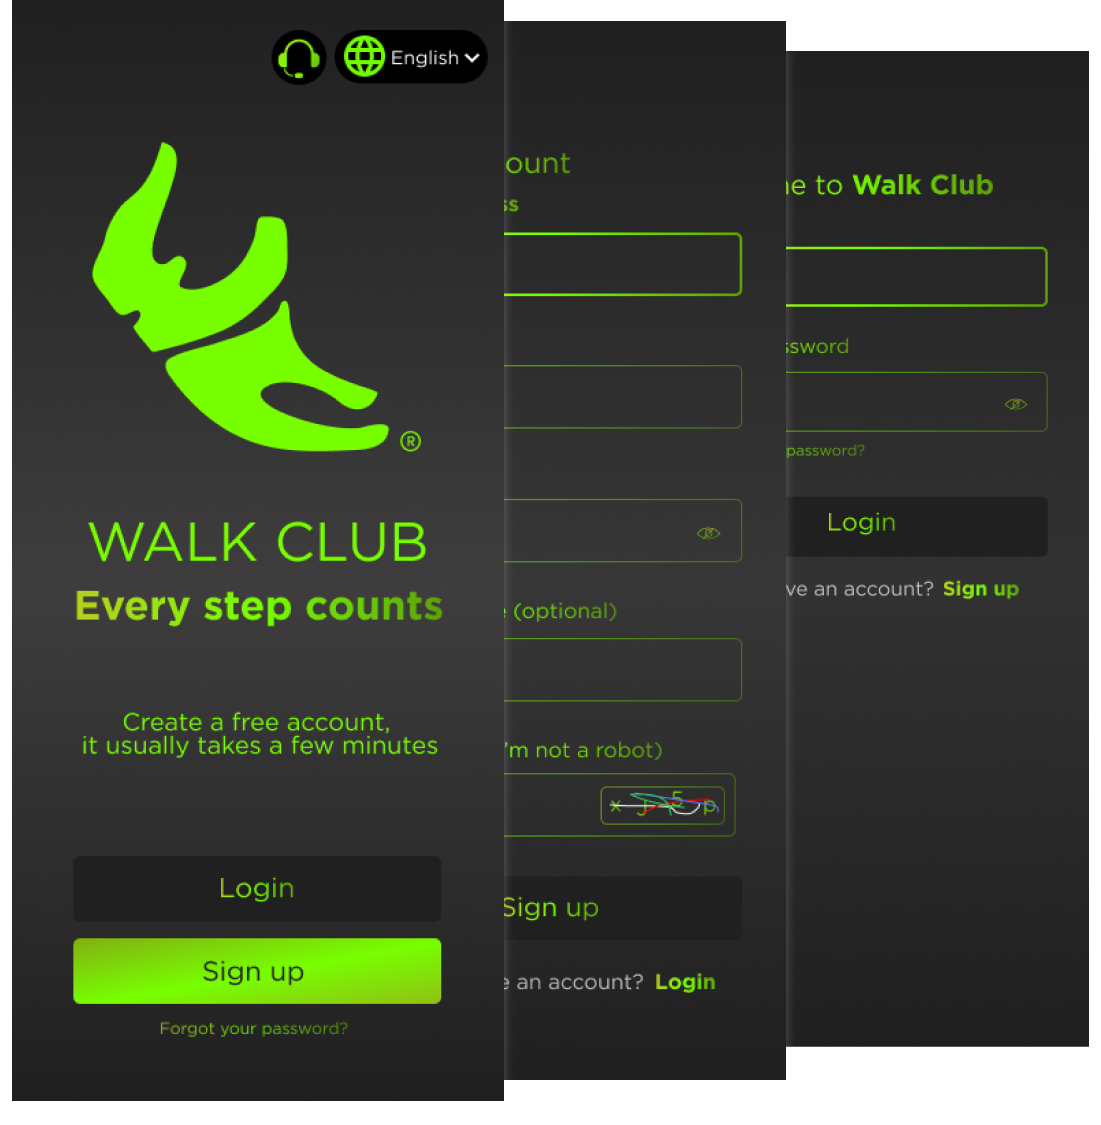 English
®
WALK CLUB
Every step counts
Create a free account,
it usually takes a few minutes
Login
Sign up
Forgot your password?
ount
ss
(optional)
'm not a robot)
x j 5 p
Sign up
e an account? Login
e to Walk Club
ssword
password?
Login
ve an account? Sign up